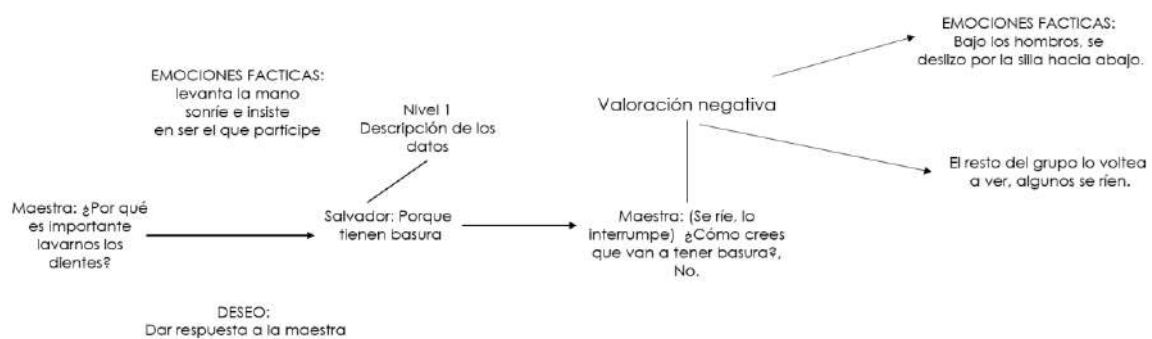 EMOCIONES FACTICAS:
levanta la mano
sonríe e insiste
en ser el que participe
Nivel 1
Descripción de los
datos
Maestra: ¿Por qué
es importante
lavarnos los
dientes?
Salvador: Porque
tienen basura
DESEO:
Dar respuesta a la maestra
Valoración negativa
Maestra: (Se ríe, lo
interrumpe) ¿Cómo crees
que van a tener basura?,
No.
EMOCIONES FACTICAS:
Bajo los hombros, se
deslizo por la silla hacia abajo.
El resto del grupo lo voltea
a ver, algunos se ríen.